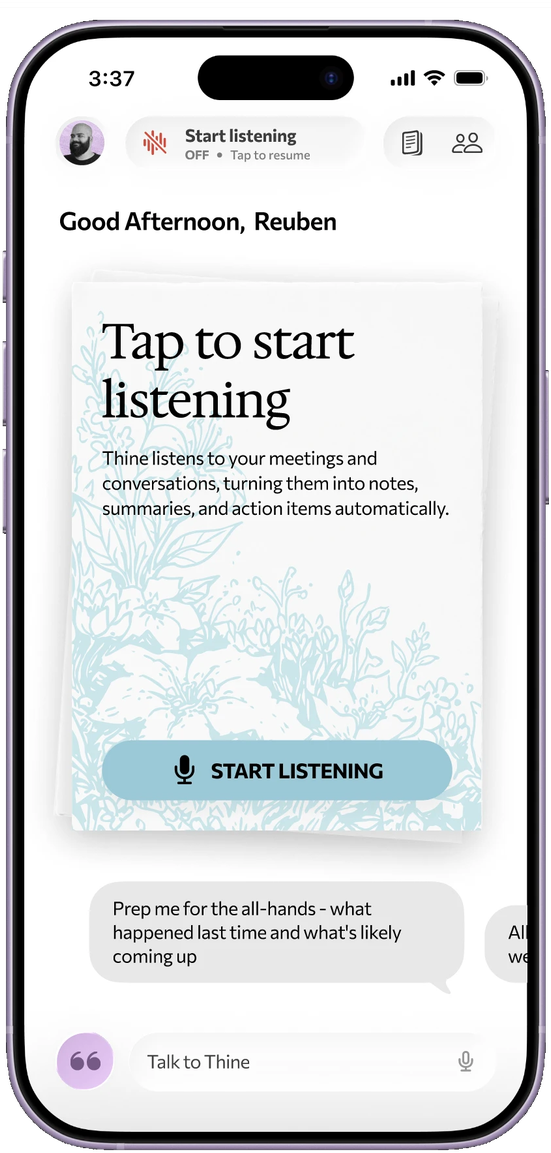 3:37
Start listening
OFF • Tap to resume
Good Afternoon, Reuben
Tap to start
listening
Thine listens to your meetings and
conversations, turning them into notes,
summaries, and action items automatically.
START LISTENING
Prep me for the all-hands - what
happened last time and what's likely
coming up
All
we
Talk to Thine